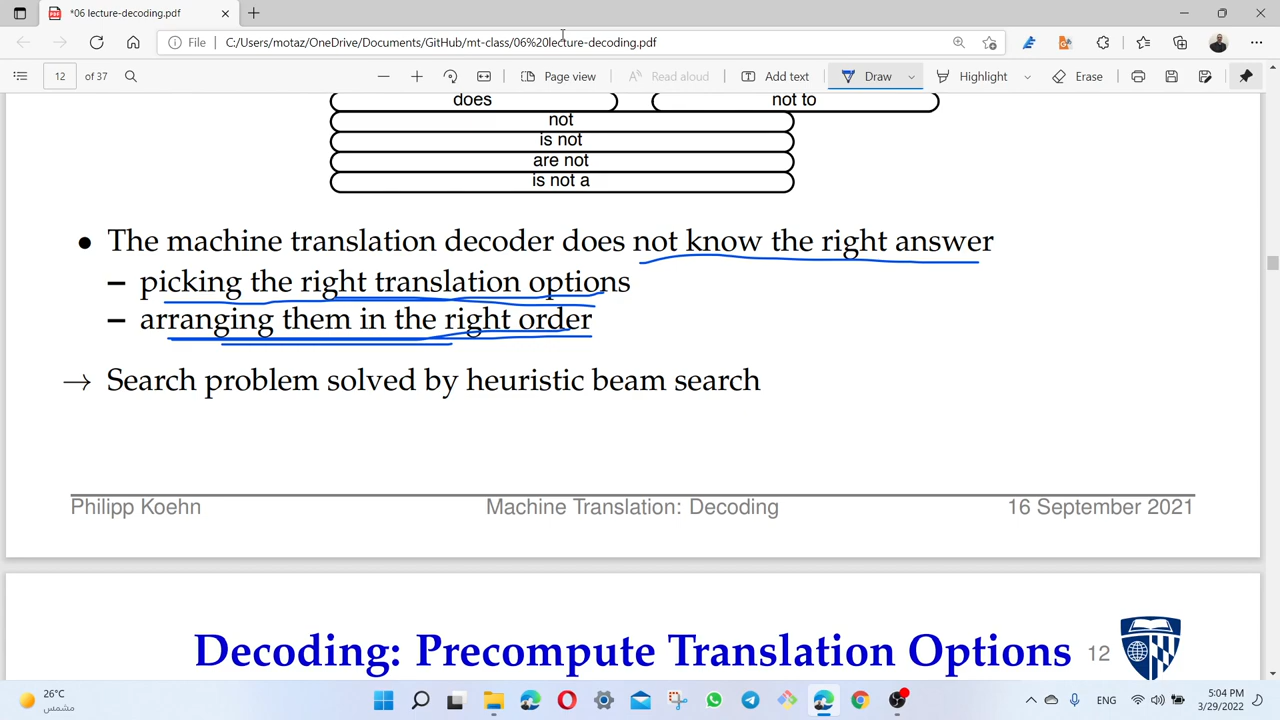 *06 lecture-decoding.pdf
File
C:/Users/motaz/OneDrive/Documents/GitHub/mt-class/06%20lecture-decoding.pdf
12 of 37
Page view
Read aloud
Add text
Draw
Highlight
Erase
does
not to
not
is not
are not
is not a
• The machine translation decoder does not know the right answer
– picking the right translation options
– arranging them in the right order
→ Search problem solved by heuristic beam search
Philipp Koehn
Machine Translation: Decoding
16 September 2021
Decoding: Precompute Translation Options
12
26°C
مشمس
ENG
5:04 PM
3/29/2022